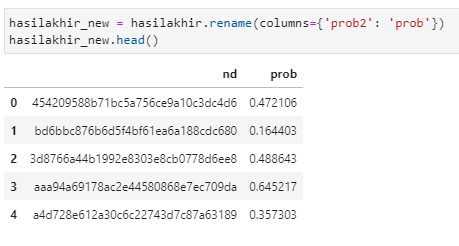 hasilakhir_new = hasilakhir.rename(columns={'prob2': 'prob'})
hasilakhir_new.head()
nd prob
0 454209588b71bc5a756ce9a10c3dc4d6 0.472106
1 bd6bbc876b6d5f4bf61ea6a188cdc680 0.164403
2 3d8766a44b1992e8303e8cb0778d6ee8 0.488643
3 aaa94a69178ac2e44580868e7ec709da 0.645217
4 a4d728e612a30c6c22743d7c87a63189 0.357303